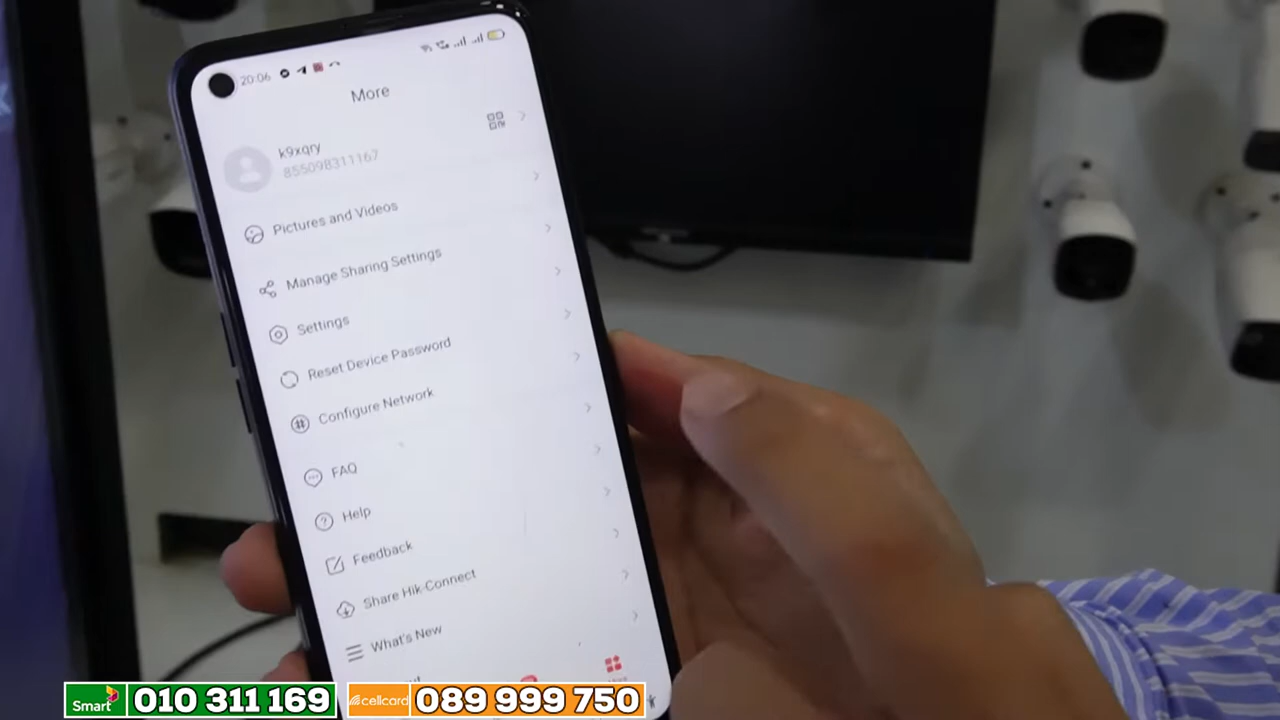 20:06
More
k9xqry
855098311167
Pictures and Videos
Manage Sharing Settings
Settings
Reset Device Password
Configure Network
FAQ
Help
Feedback
Share Hik-Connect
What's New
Smart 010 311 169
cellcard 089 999 750